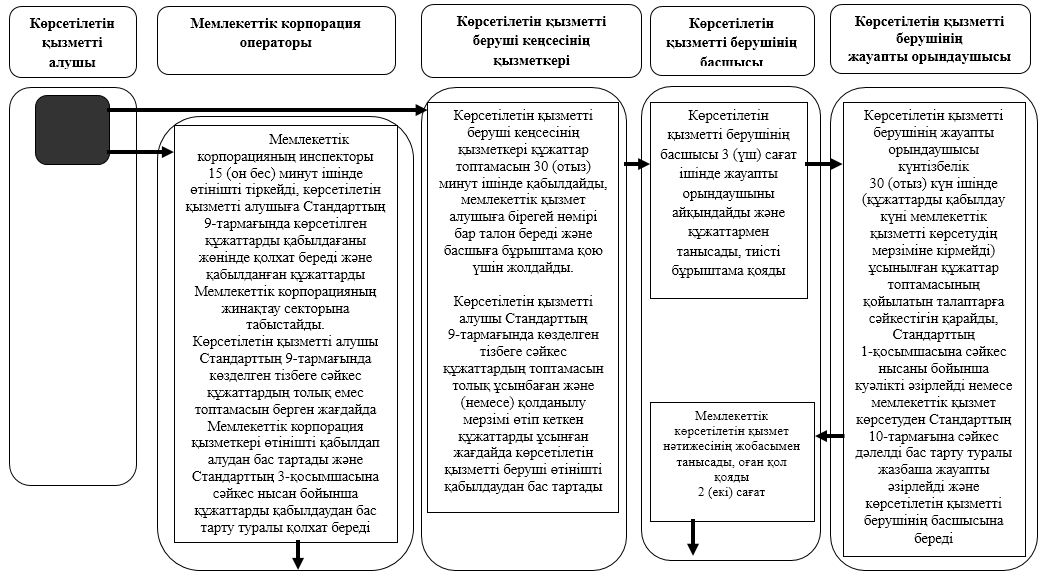 Көрсетілетін
қызметті
алушы
Мемлекеттік корпорация
операторы
Көрсетілетін қызметті
беруші кеңсесінің
қызметкері
Көрсетілетін
қызметті берушінің
басшысы
Көрсетілетін қызметті
берушінің
жауапты орындаушысы
Мемлекеттік
корпорацияның инспекторы
15 (он бес) минут ішінде
өтінішті тіркейді, көрсетілетін
қызметті алушыға Стандарттың
9-тармағында көрсетілген
құжаттарды қабылдағаны
жөнінде қолхат береді және
қабылданған құжаттарды
Мемлекеттік корпорацияның
жинақтау секторына
табыстайды.
Көрсетілетін қызметті алушы
Стандарттың 9-тармағында
көзделген тізбеге сәйкес
құжаттардың толық емес
топтамасын берген жағдайда
Мемлекеттік корпорация
қызметкері өтінішті қабылдап
алудан бас тартады және
Стандарттың 3-қосымшасына
сәйкес нысан бойынша
құжаттарды қабылдаудан бас
тарту туралы қолхат береді
Көрсетілетін қызметті
беруші кеңсесінің
қызметкері құжаттар
топтамасын 30 (отыз)
минут ішінде қабылдайды,
мемлекеттік қызмет
алушыға бірегей нөмірі
бар талон береді және
басшыға бұрыштама қою
үшін жолдайды.
Көрсетілетін қызметті
алушы Стандарттың
9-тармағында көзделген
тізбеге сәйкес
құжаттардың топтамасын
толық ұсынбаған және
(немесе) қолданылу
мерзімі өтіп кеткен
құжаттарды ұсынған
жағдайда көрсетілетін
қызметті беруші өтінішті
қабылдаудан бас тартады
Көрсетілетін
қызметті берушінің
басшысы 3 (үш) сағат
ішінде жауапты
орындаушыны
айқындайды және
құжаттармен
танысады, тиісті
бұрыштама қояды
Мемлекеттік
көрсетілетін қызмет
нәтижесінің жобасымен
танысады, оған қол
қояды
2 (екі) сағат
Көрсетілетін қызметті
берушінің жауапты
орындаушысы
күнтізбелік
30 (отыз) күн ішінде
(құжаттарды қабылдау
күні мемлекеттік
қызметті көрсетудің
мерзіміне кірмейді)
ұсынылған құжаттар
топтамасының
қойылатын талаптарға
сәйкестігін қарайды,
Стандарттың
1-қосымшасына сәйкес
нысаны бойынша
куәлікті әзірлейді немесе
мемлекеттік қызмет
көрсетуден Стандарттың
10-тармағына сәйкес
дәлелді бас тарту туралы
жазбаша жауапты
әзірлейді және
көрсетілетін қызметті
берушінің басшысына
береді